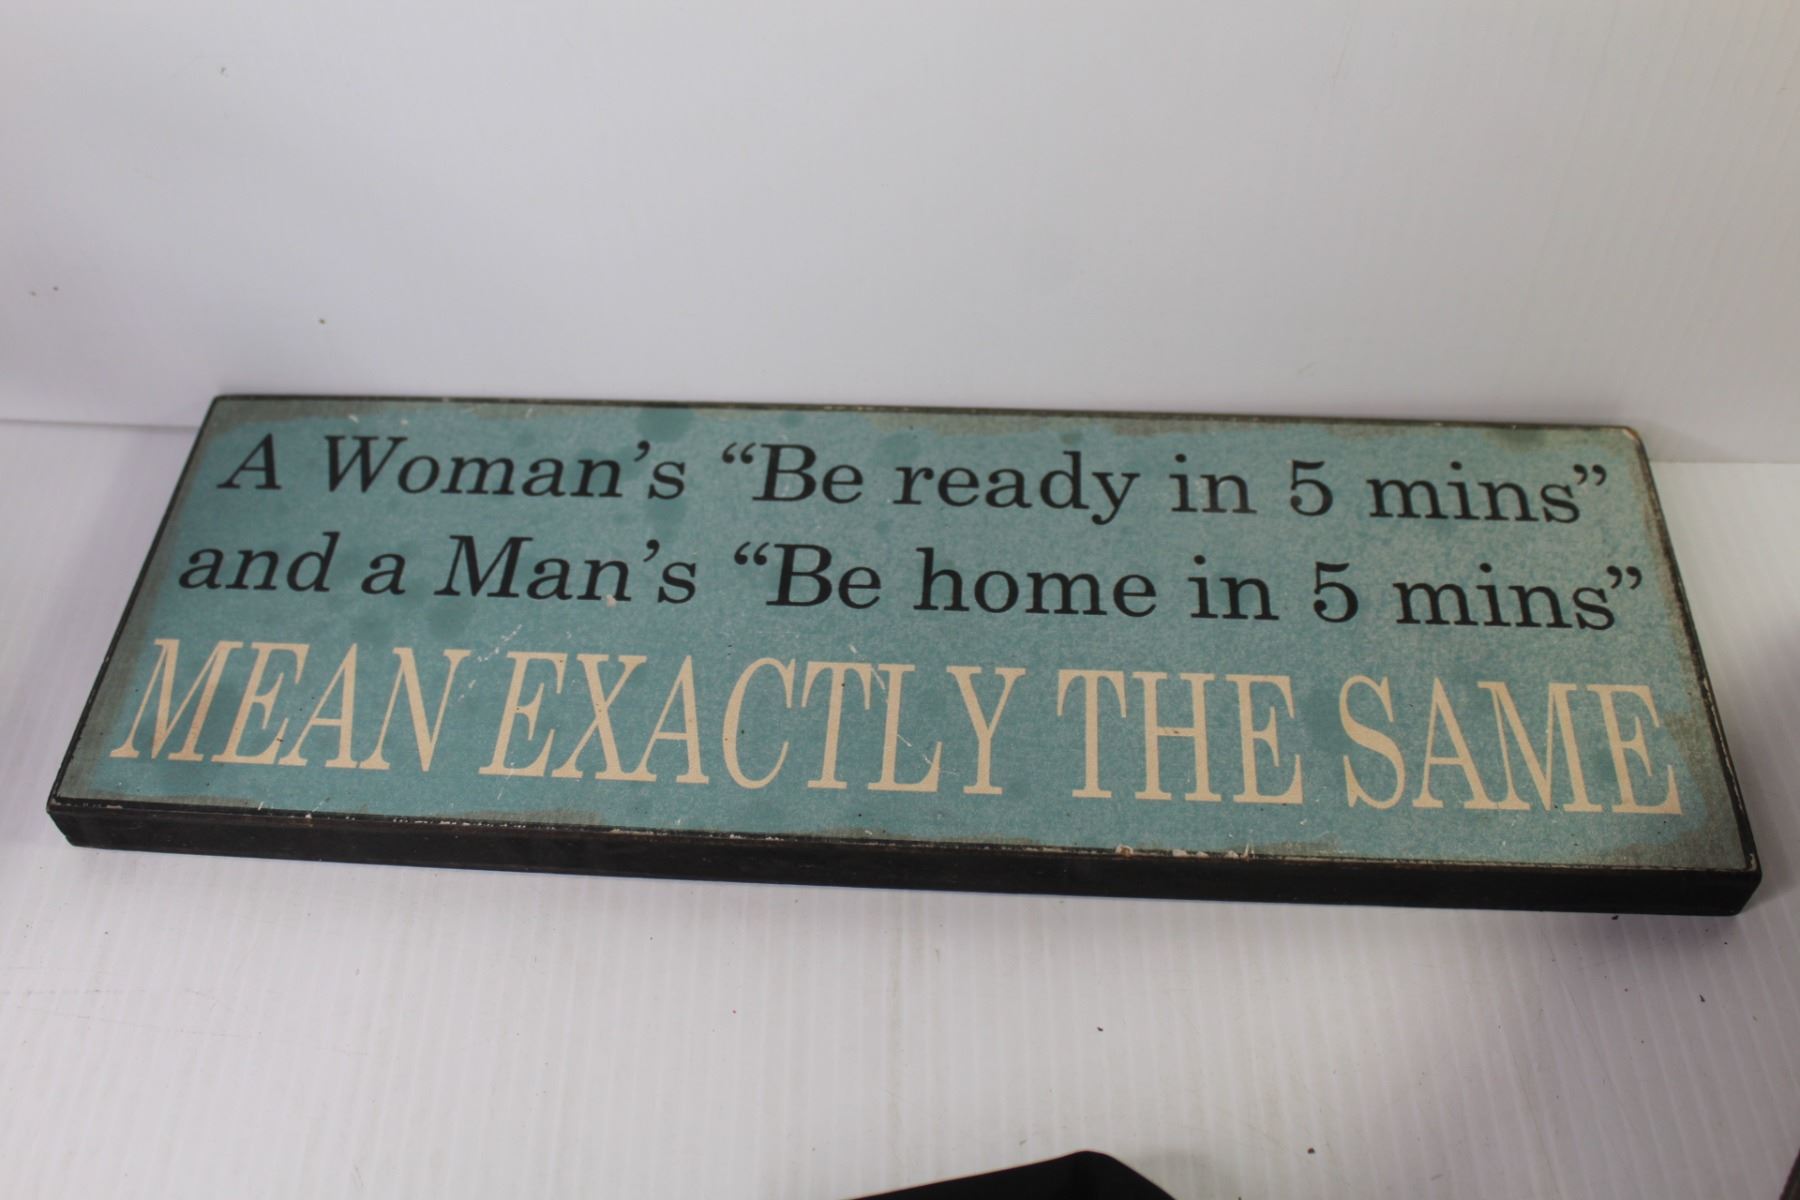 A Woman's “Be ready in 5 mins”
and a Man's “Be home in 5 mins”
MEAN EXACTLY THE SAME